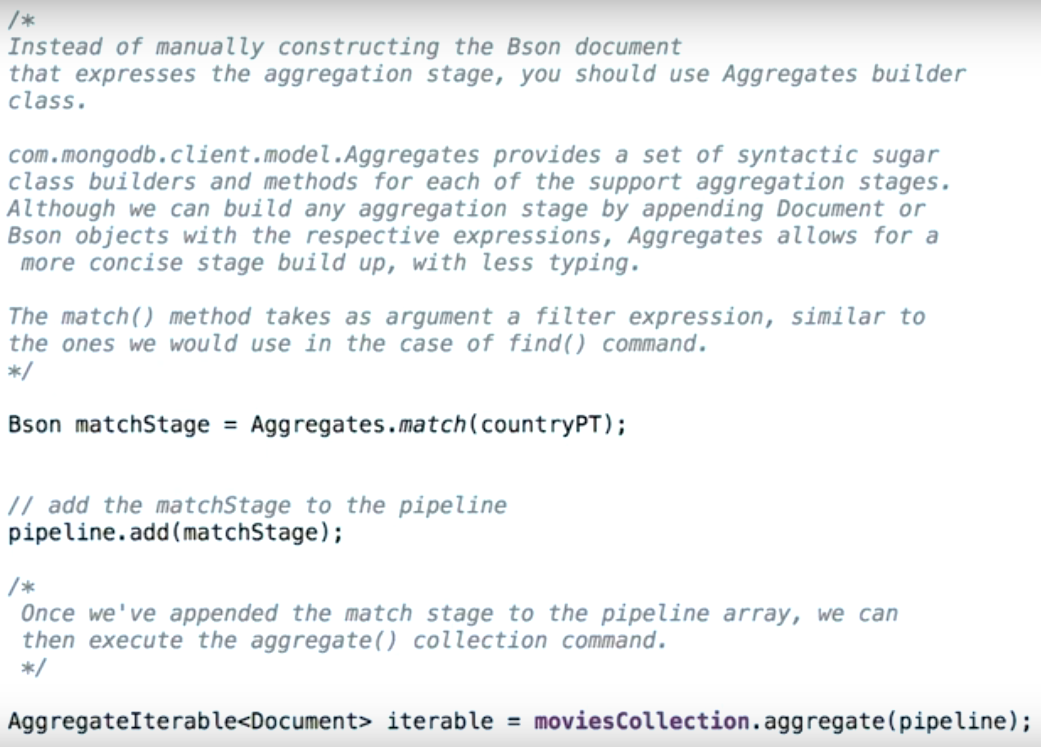 /*
Instead of manually constructing the Bson document
that expresses the aggregation stage, you should use Aggregates builder
class.
com.mongodb.client.model.Aggregates provides a set of syntactic sugar
class builders and methods for each of the support aggregation stages.
Although we can build any aggregation stage by appending Document or
Bson objects with the respective expressions, Aggregates allows for a
more concise stage build up, with less typing.
The match() method takes as argument a filter expression, similar to
the ones we would use in the case of find() command.
*/
Bson matchStage = Aggregates.match(countryPT);
// add the matchStage to the pipeline
pipeline.add(matchStage);
/*
Once we've appended the match stage to the pipeline array, we can
then execute the aggregate() collection command.
*/
AggregateIterable<Document> iterable = moviesCollection.aggregate(pipeline);